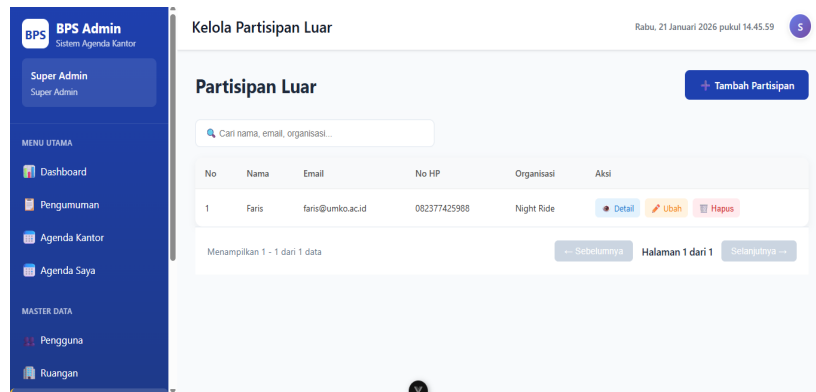 BPS
BPS Admin
Sistem Agenda Kantor
Super Admin
Super Admin
MENU UTAMA
Dashboard
Pengumuman
Agenda Kantor
Agenda Saya
MASTER DATA
Pengguna
Ruangan
Kelola Partisipan Luar
Rabu, 21 Januari 2026 pukul 14.45.59
S
Partisipan Luar
Tambah Partisipan
Cari nama, email, organisasi...
No Nama Email No HP Organisasi Aksi
1 Faris faris@umko.ac.id 082377425988 Night Ride Detail Ubah Hapus
Menampilkan 1 - 1 dari 1 data
← Sebelumnya Halaman 1 dari 1 Selanjutnya →